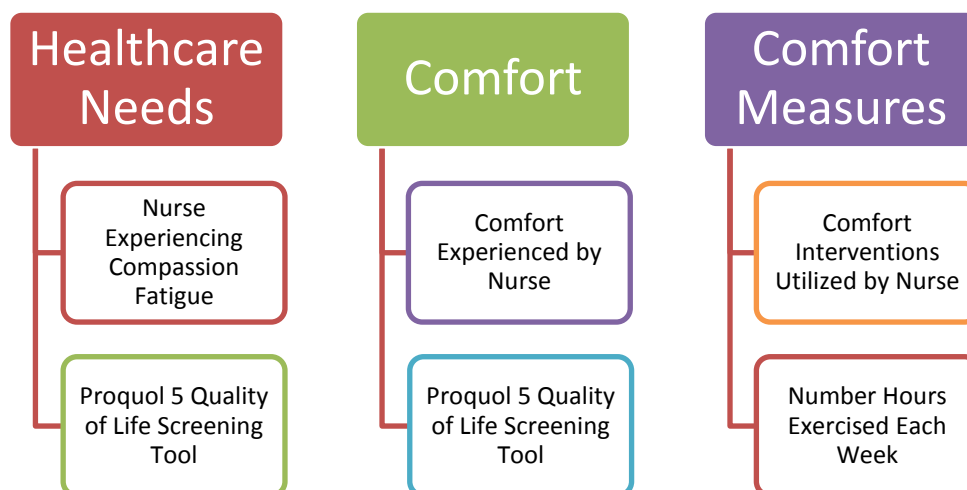 Healthcare
Needs
Nurse
Experiencing
Compassion
Fatigue
Proquol 5 Quality
of Life Screening
Tool
Comfort
Comfort
Experienced by
Nurse
Proquol 5 Quality
of Life Screening
Tool
Comfort
Measures
Comfort
Interventions
Utilized by Nurse
Number Hours
Exercised Each
Week